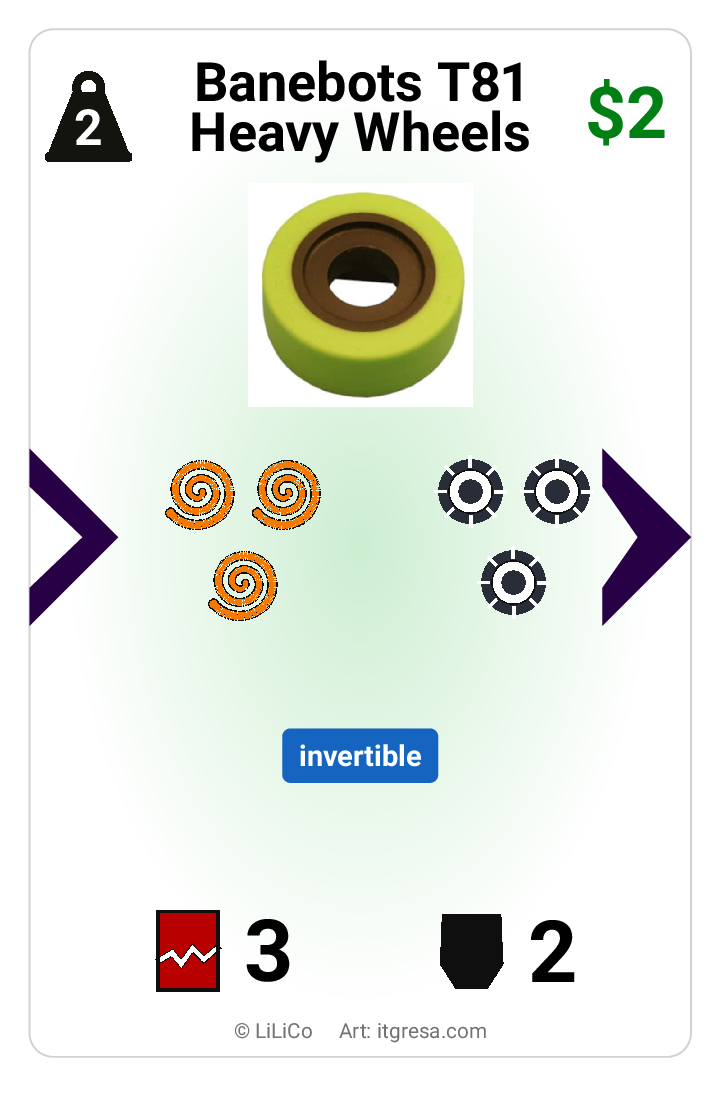 2
Banebots T81
Heavy Wheels
$2
invertible
3
2
© LiLiCo Art: itgresa.com